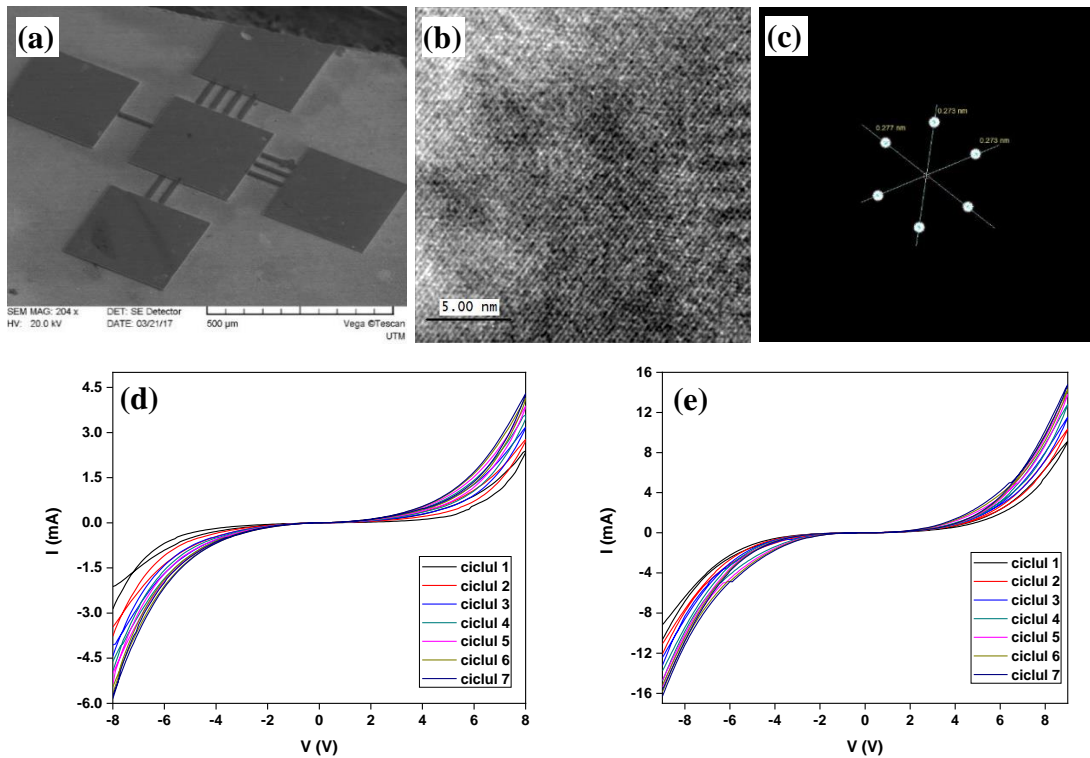 (a)
SEM MAG: 204 x DET: SE Detector
HV: 20.0 kV DATE: 03/21/17 500 µm Vega ©Tescan
UTM
(b)
5.00 nm
(c)
0.273 nm
0.277 nm
0.273 nm
(d)
I (mA)
4.5
3.0
1.5
0.0
-1.5
-3.0
-4.5
-6.0
-8 -6 -4 -2 0 2 4 6 8
V (V)
ciclul 1
ciclul 2
ciclul 3
ciclul 4
ciclul 5
ciclul 6
ciclul 7
(e)
I (mA)
16
12
8
4
0
-4
-8
-12
-16
-8 -6 -4 -2 0 2 4 6 8
V (V)
ciclul 1
ciclul 2
ciclul 3
ciclul 4
ciclul 5
ciclul 6
ciclul 7